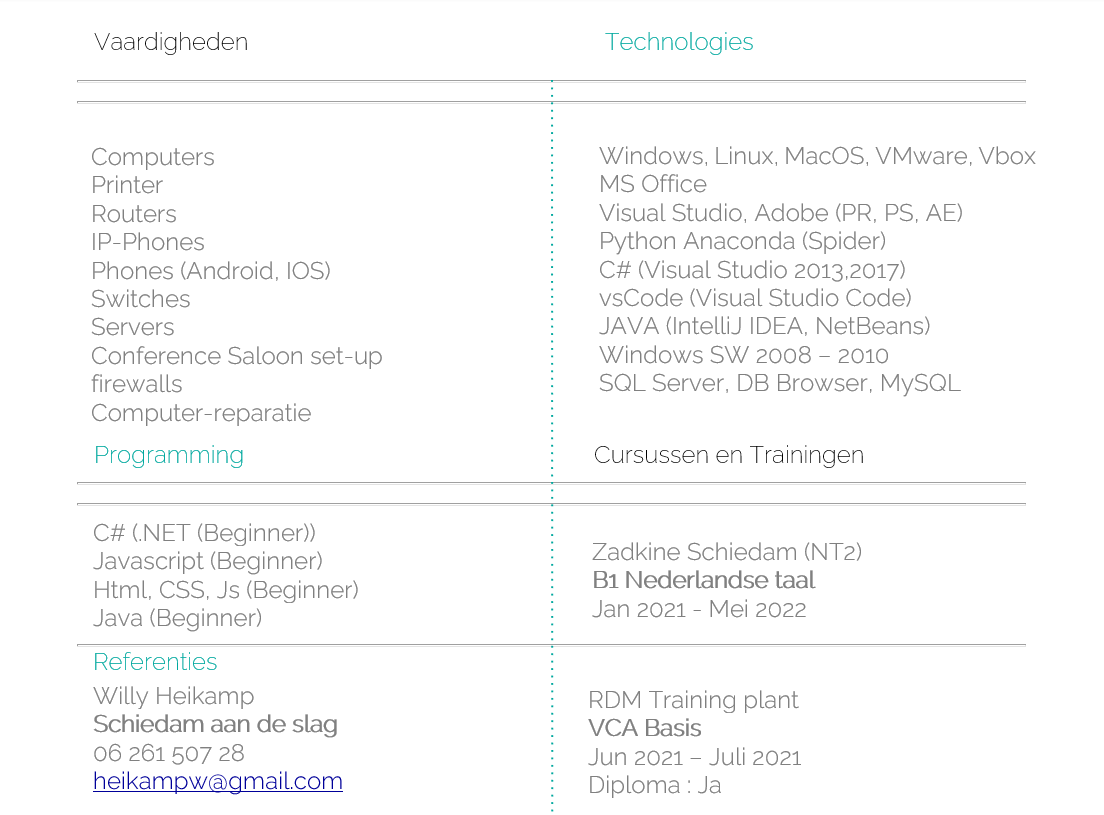 Vaardigheden
Technologies
Computers
Printer
Routers
IP-Phones
Phones (Android, IOS)
Switches
Servers
Conference Saloon set-up
firewalls
Computer-reparatie
Windows, Linux, MacOS, VMware, Vbox
MS Office
Visual Studio, Adobe (PR, PS, AE)
Python Anaconda (Spider)
C# (Visual Studio 2013,2017)
vsCode (Visual Studio Code)
JAVA (IntelliJ IDEA, NetBeans)
Windows SW 2008 – 2010
SQL Server, DB Browser, MySQL
Programming
Cursussen en Trainingen
C# (.NET (Beginner))
Javascript (Beginner)
Html, CSS, Js (Beginner)
Java (Beginner)
Zadkine Schiedam (NT2)
B1 Nederlandse taal
Jan 2021 - Mei 2022
Referenties
Willy Heikamp
Schiedam aan de slag
06 261 507 28
heikampw@gmail.com
RDM Training plant
VCA Basis
Jun 2021 – Juli 2021
Diploma : Ja